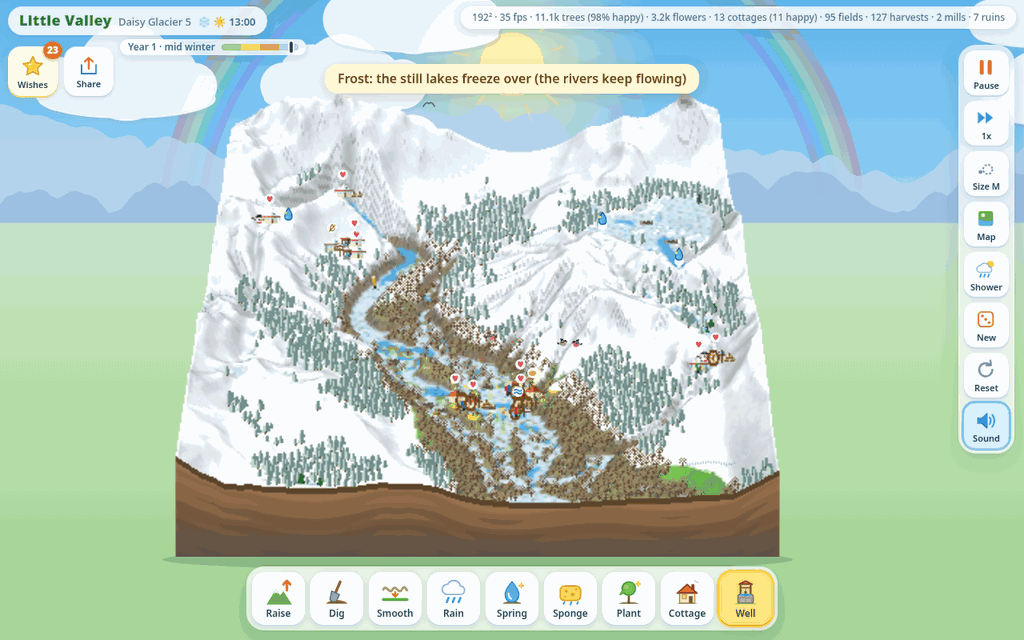 Little Valley Daisy Glacier 5 13:00
192² · 35 fps · 11.1k trees (98% happy) · 3.2k flowers · 13 cottages (11 happy) · 95 fields · 127 harvests · 2 mills · 7 ruins
Year 1 · mid winter
23
Wishes
Share
Frost: the still lakes freeze over (the rivers keep flowing)
Pause
1x
Size M
Map
Shower
New
Reset
Sound
Raise
Dig
Smooth
Rain
Spring
Sponge
Plant
Cottage
Well